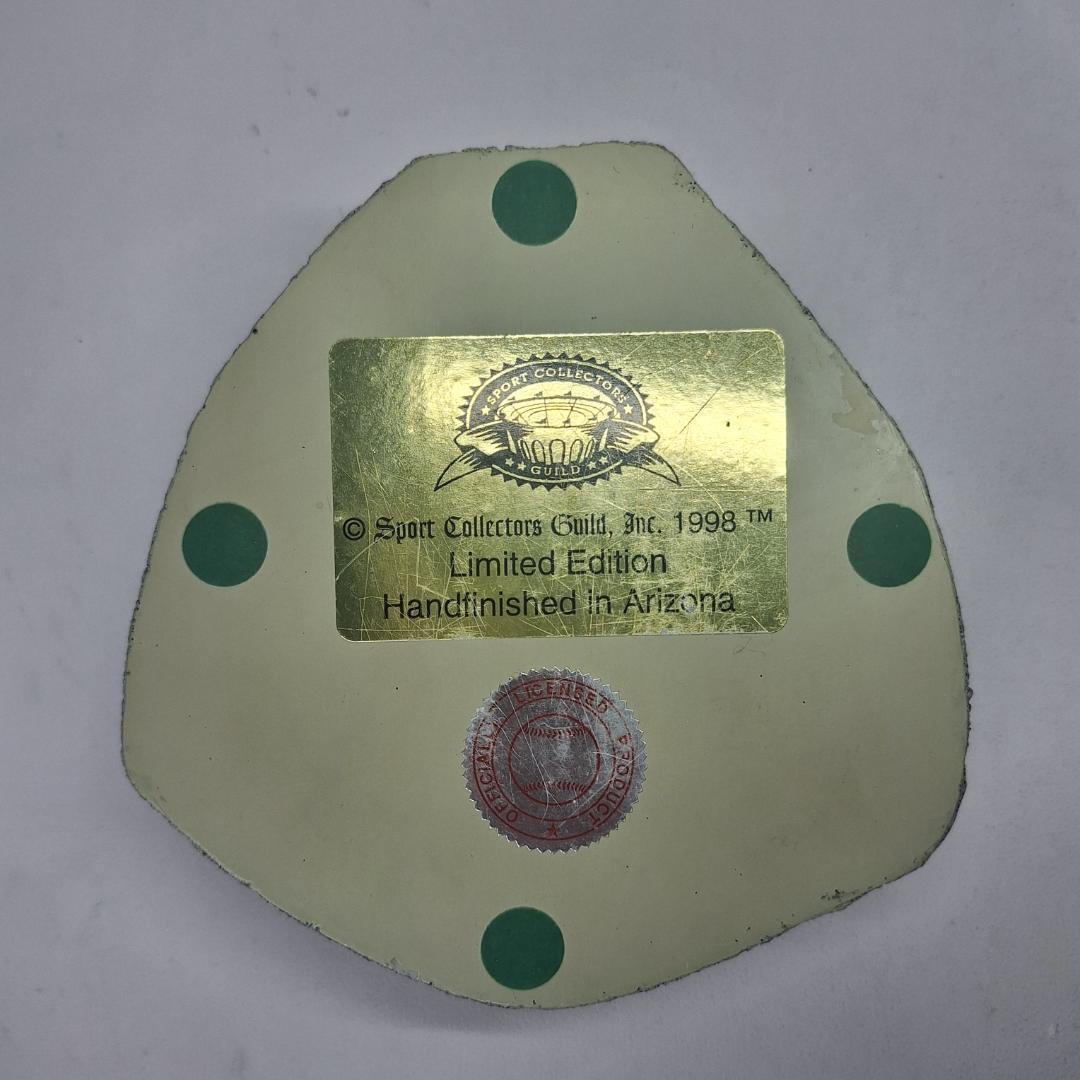 ★ SPORT COLLECTORS ★
★★ GUILD ★★
© Sport Collectors Guild, Inc. 1998 ™
Limited Edition
Handfinished in Arizona
OFFICIALLY LICENSED PRODUCT ★